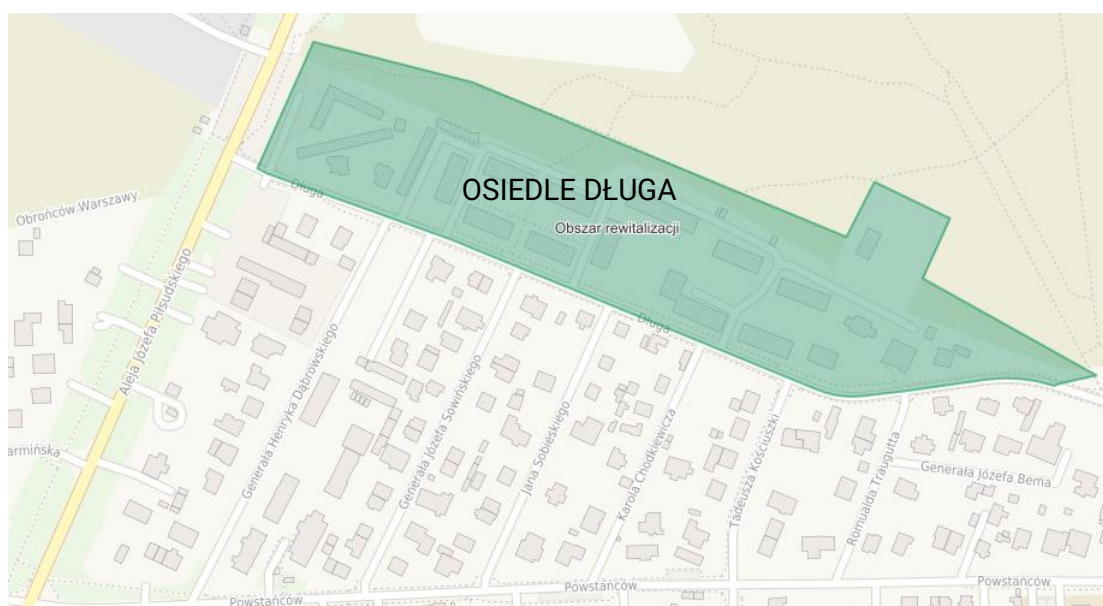 OSIEDLE DŁUGA
Obszar rewitalizacji
Długa
Obrońców Warszawy
Aleja Józefa Piłsudskiego
Długa
Generała Henryka Dąbrowskiego
Generała Józefa Sowińskiego
Jana Sobieskiego
Karola Chodkiewicza
Tadeusza Kościuszki
Romualda Traugutta
armińska
Generała Józefa Bema
Powstańców
Powstańców
Powstańców